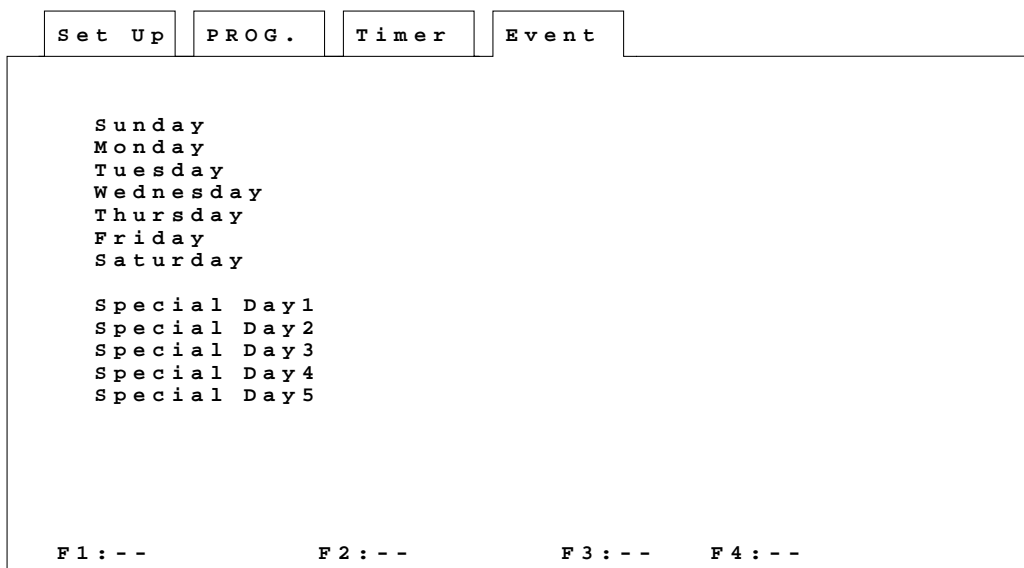 Set Up PROG. Timer Event
Sunday
Monday
Tuesday
Wednesday
Thursday
Friday
Saturday
Special Day1
Special Day2
Special Day3
Special Day4
Special Day5
F1:-- F2:-- F3:-- F4:--